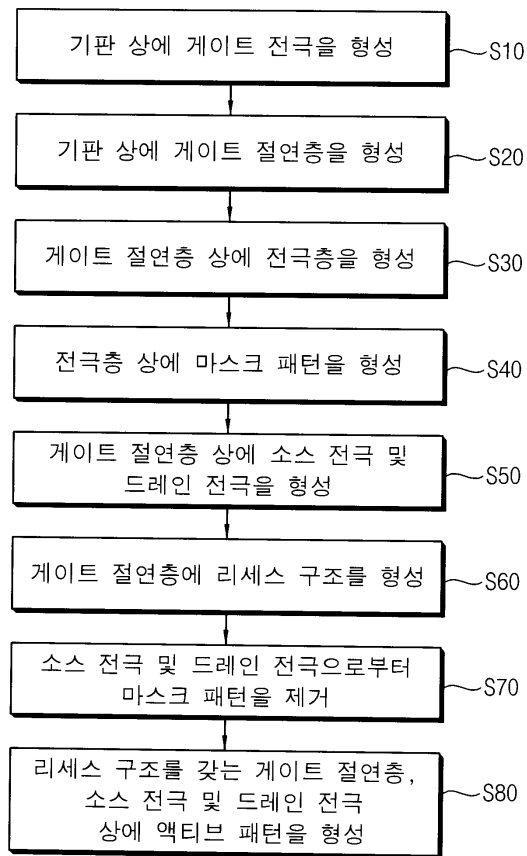 기판 상에 게이트 전극을 형성
S10
기판 상에 게이트 절연층을 형성
S20
게이트 절연층 상에 전극층을 형성
S30
전극층 상에 마스크 패턴을 형성
S40
게이트 절연층 상에 소스 전극 및
드레인 전극을 형성
S50
게이트 절연층에 리세스 구조를 형성
S60
소스 전극 및 드레인 전극으로부터
마스크 패턴을 제거
S70
리세스 구조를 갖는 게이트 절연층,
소스 전극 및 드레인 전극
상에 액티브 패턴을 형성
S80